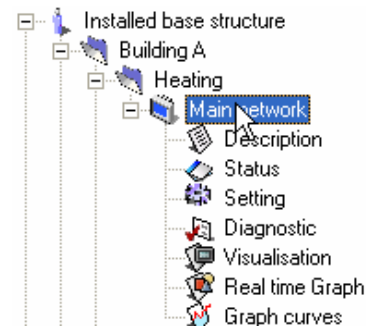 Installed base structure
Building A
Heating
Main network
Description
Status
Setting
Diagnostic
Visualisation
Real time Graph
Graph curves